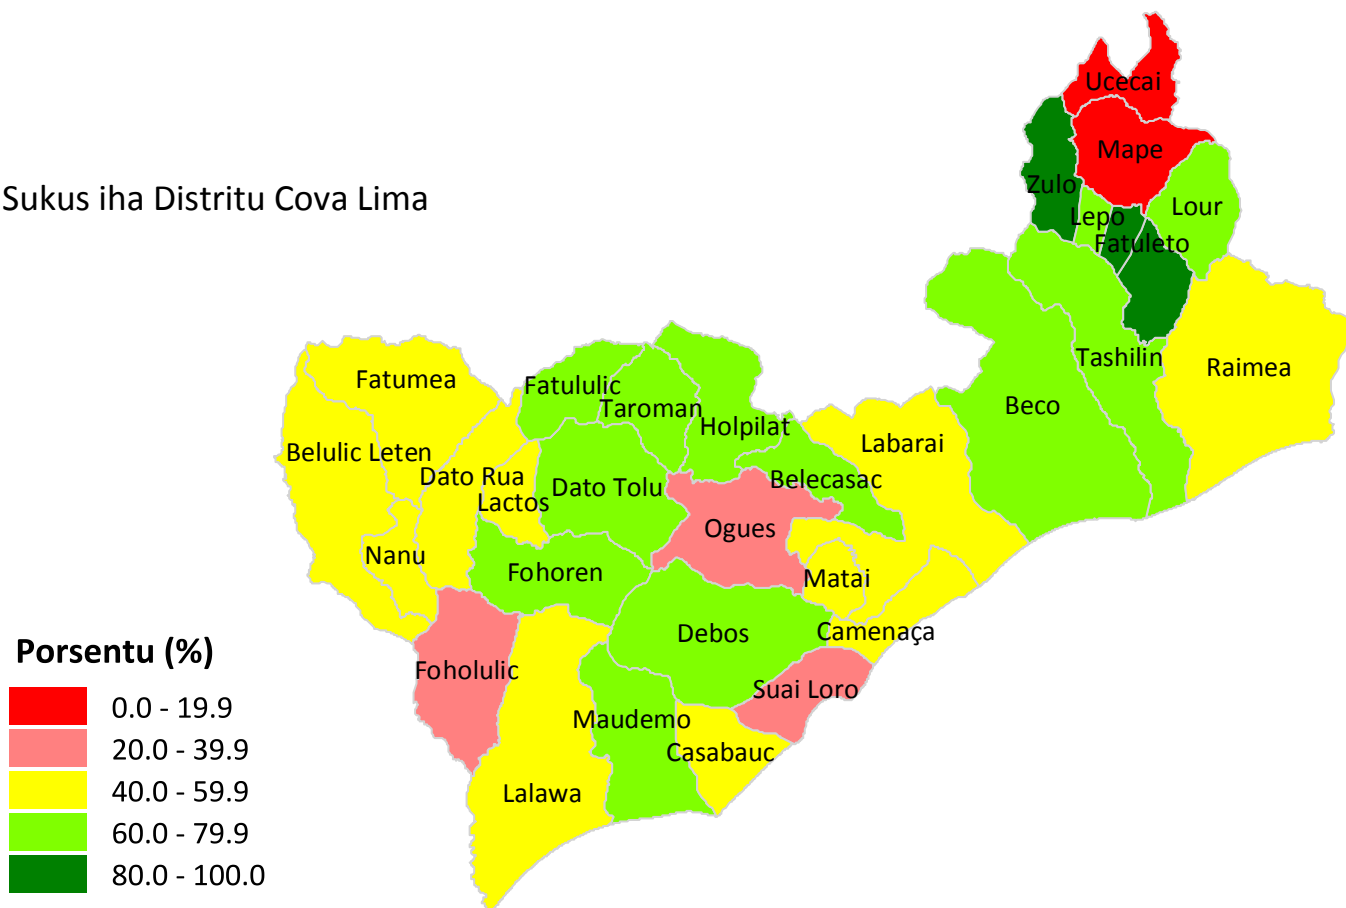 Ucecai
Mape
Zulo
Sukus iha Distritu Cova Lima
Lepo
Lour
Fatuleto
Tashilin
Raimea
Fatumea
Fatululic
Taroman
Beco
Holpilat
Labarai
Belulic Leten
Dato Rua
Belecasac
Lactos
Dato Tolu
Ogues
Nanu
Fohoren
Matai
Debos
Camenaça
Porsentu (%)
Foholulic
Suai Loro
0.0 - 19.9
Maudemo
20.0 - 39.9
Casabauc
40.0 - 59.9
Lalawa
60.0 - 79.9
80.0 - 100.0